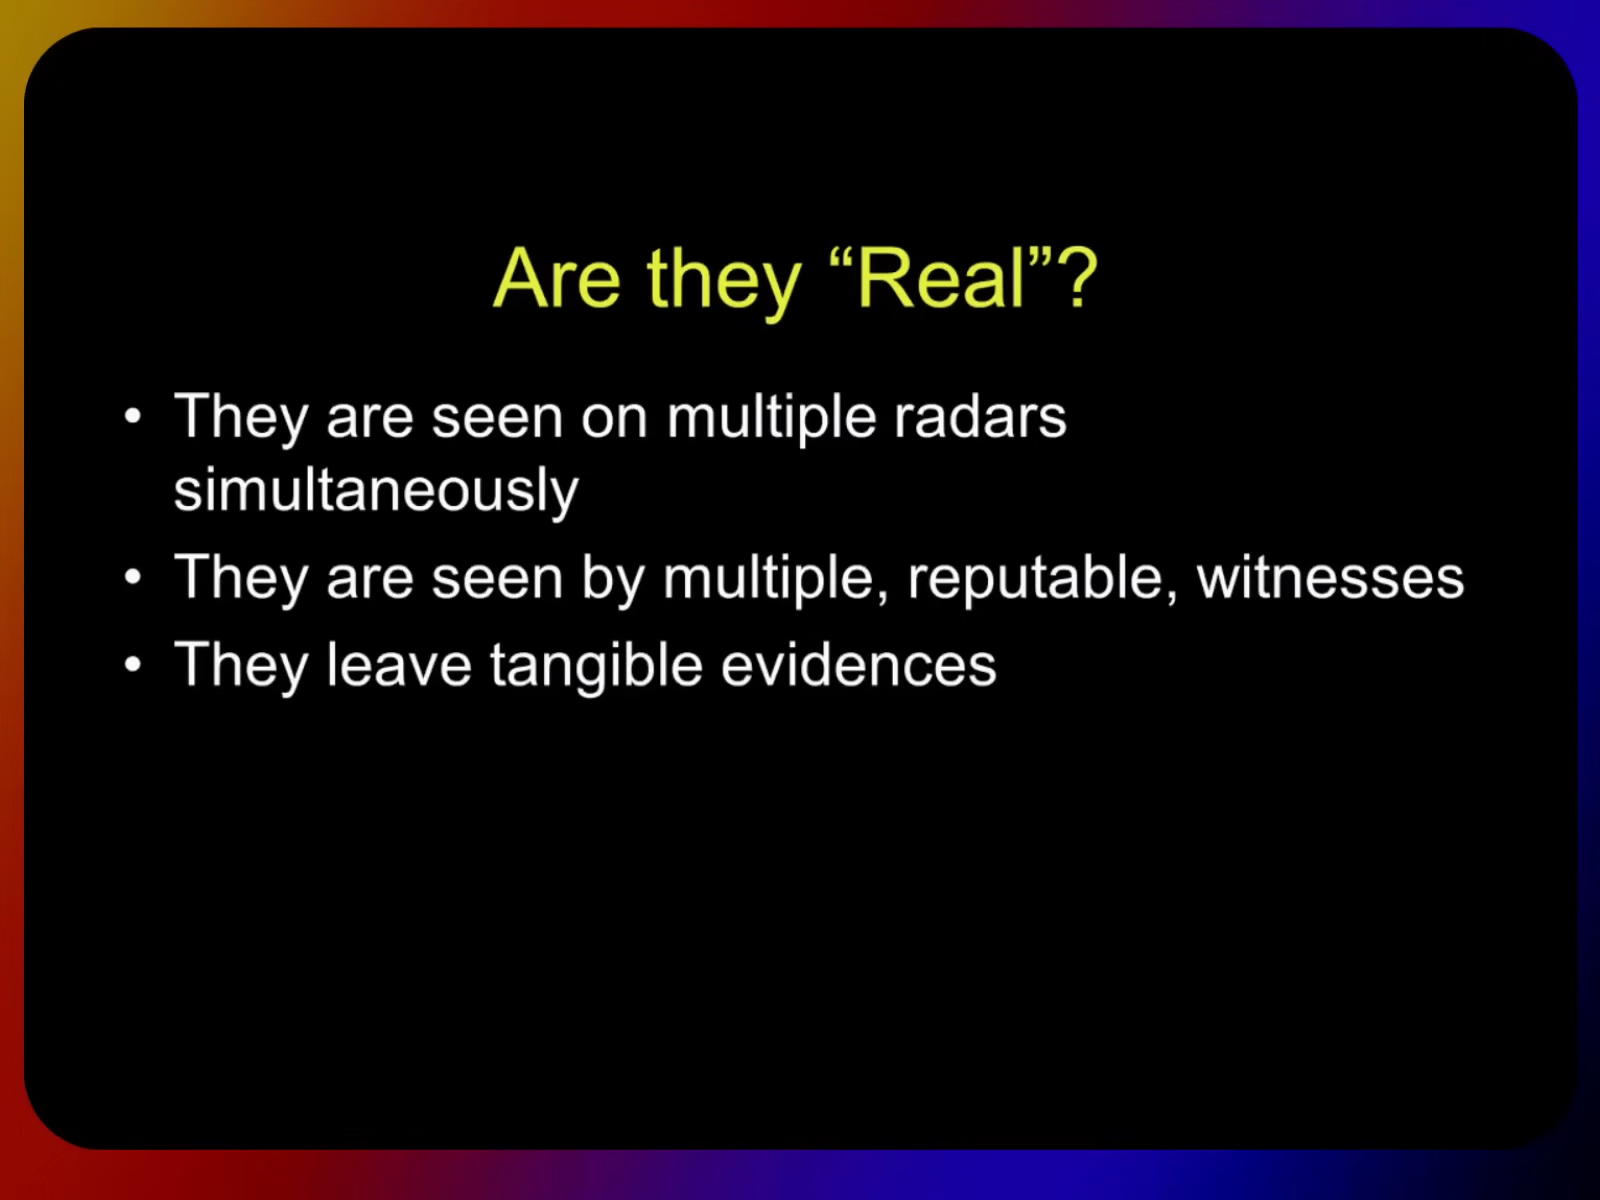 Are they “Real”?
• They are seen on multiple radars
simultaneously
• They are seen by multiple, reputable, witnesses
• They leave tangible evidences